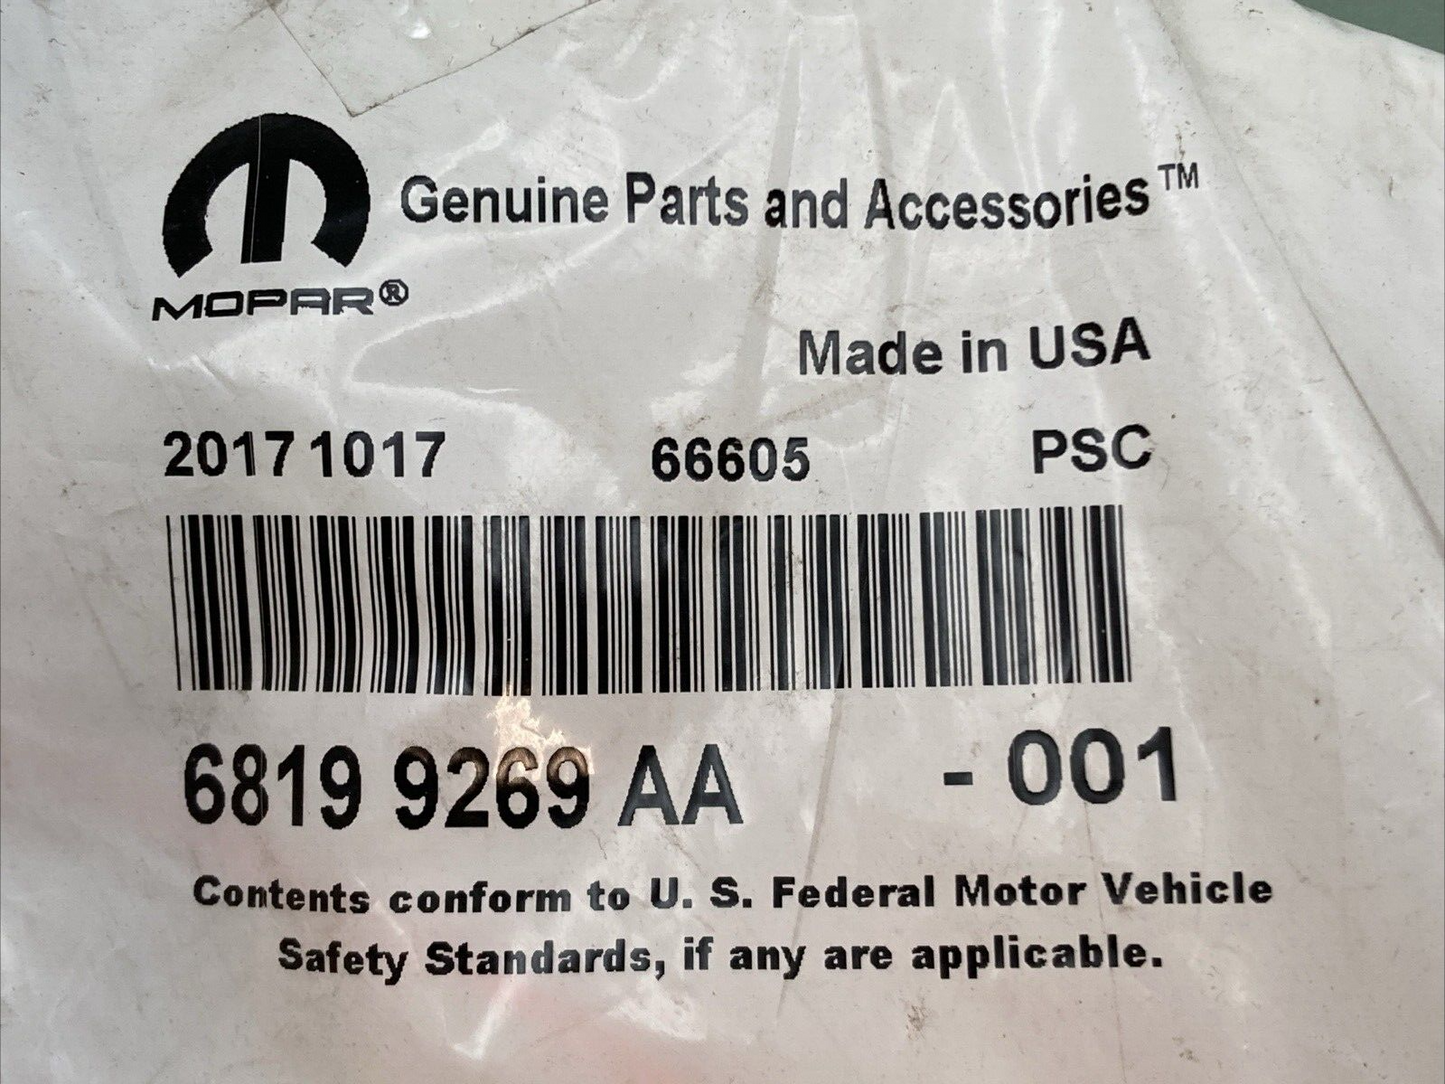 Genuine Parts and Accessories™
MOPAR®
Made in USA
20171017 66605 PSC
6819 9269 AA - 001
Contents conform to U. S. Federal Motor Vehicle
Safety Standards, if any are applicable.